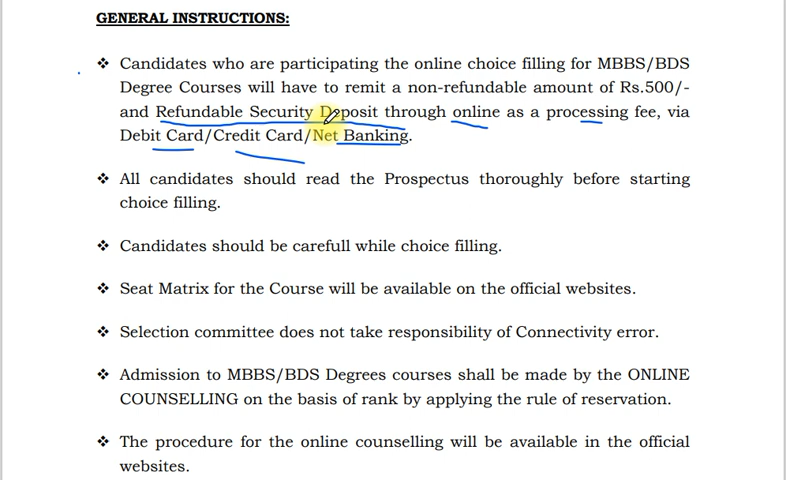 GENERAL INSTRUCTIONS:
❖ Candidates who are participating the online choice filling for MBBS/BDS
Degree Courses will have to remit a non-refundable amount of Rs.500/-
and Refundable Security Deposit through online as a processing fee, via
Debit Card/Credit Card/Net Banking.
❖ All candidates should read the Prospectus thoroughly before starting
choice filling.
❖ Candidates should be carefull while choice filling.
❖ Seat Matrix for the Course will be available on the official websites.
❖ Selection committee does not take responsibility of Connectivity error.
❖ Admission to MBBS/BDS Degrees courses shall be made by the ONLINE
COUNSELLING on the basis of rank by applying the rule of reservation.
❖ The procedure for the online counselling will be available in the official
websites.